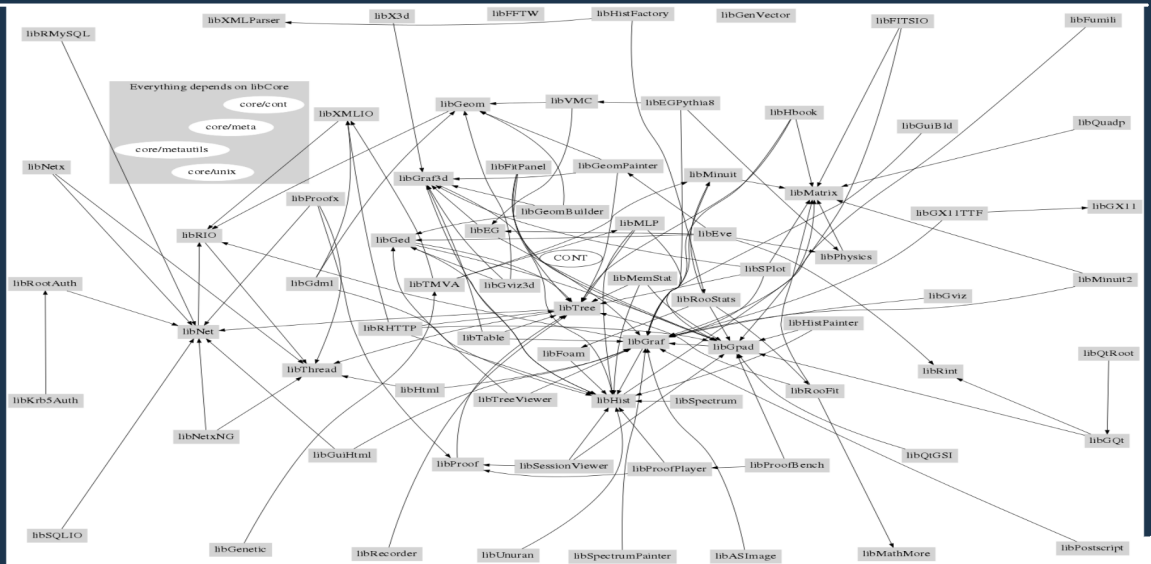 libX3d
libFFTW
libHistFactory
libGenVector
libXMLParser
libFITSIO
libFumili
libRMySQL
Everything depends on libCore
core/cont
core/meta
core/metautils
core/unix
libXMLIO
libGeom
libVMC
libEGPythia8
libHbook
libGuiBld
libQuadp
libNetx
libFitPanel
libGeomPainter
libGraf3d
libMinuit
libMatrix
libProofx
libGeomBuilder
libGX11TTF
libGX11
libRIO
libGed
libEG
libMLP
libEve
libPhysics
CONT
libSPlot
libRootAuth
libGdml
libTMVA
libGviz3d
libMemStat
libMinuit2
libRooStats
libGviz
libTree
libNet
libRHTTP
libTable
libGraf
libGpad
libHistPainter
libFoam
libQtRoot
libThread
libRint
libKrb5Auth
libHtml
libTreeViewer
libHist
libSpectrum
libRooFit
libNetxNG
libGuiHtml
libGQt
libProof
libSessionViewer
libProofPlayer
libProofBench
libQtGSI
libSQLIO
libGenetic
libRecorder
libUnuran
libSpectrumPainter
libASImage
libMathMore
libPostscript